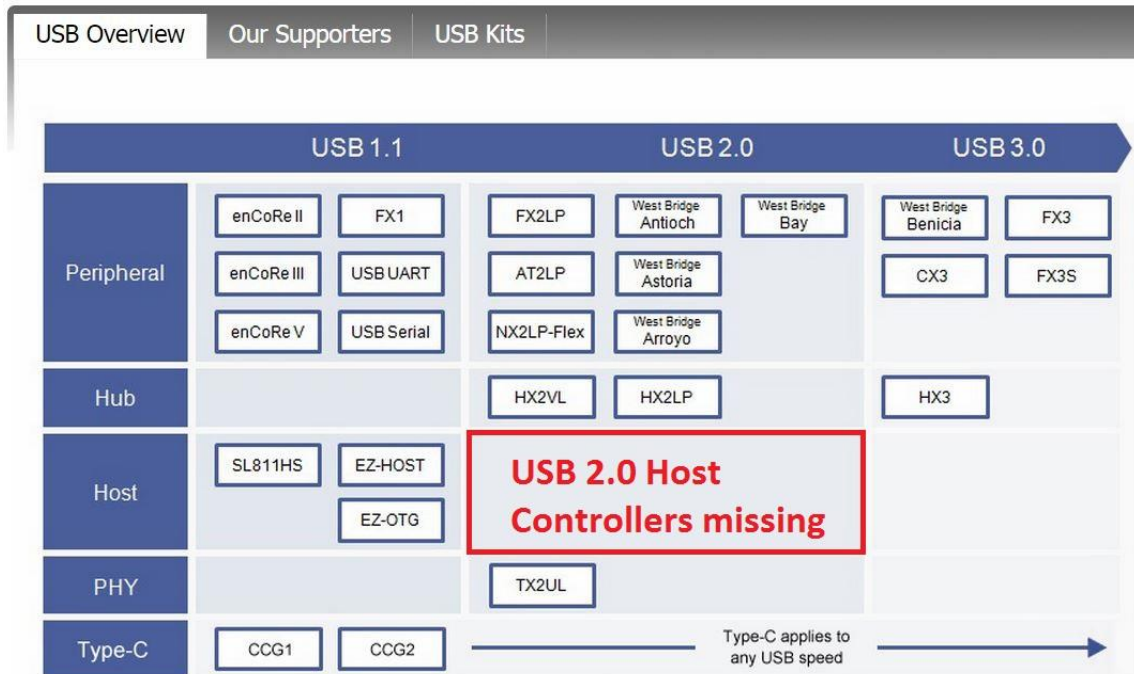 USB Overview
Our Supporters
USB Kits
USB 1.1
USB 2.0
USB 3.0
Peripheral
enCoRe II
FX1
FX2LP
West Bridge
Antioch
West Bridge
Bay
West Bridge
Benicia
FX3
enCoRe III
USB UART
AT2LP
West Bridge
Astoria
CX3
FX3S
enCoRe V
USB Serial
NX2LP-Flex
West Bridge
Arroyo
Hub
HX2VL
HX2LP
HX3
Host
SL811HS
EZ-HOST
EZ-OTG
USB 2.0 Host
Controllers missing
PHY
TX2UL
Type-C
CCG1
CCG2
Type-C applies to
any USB speed